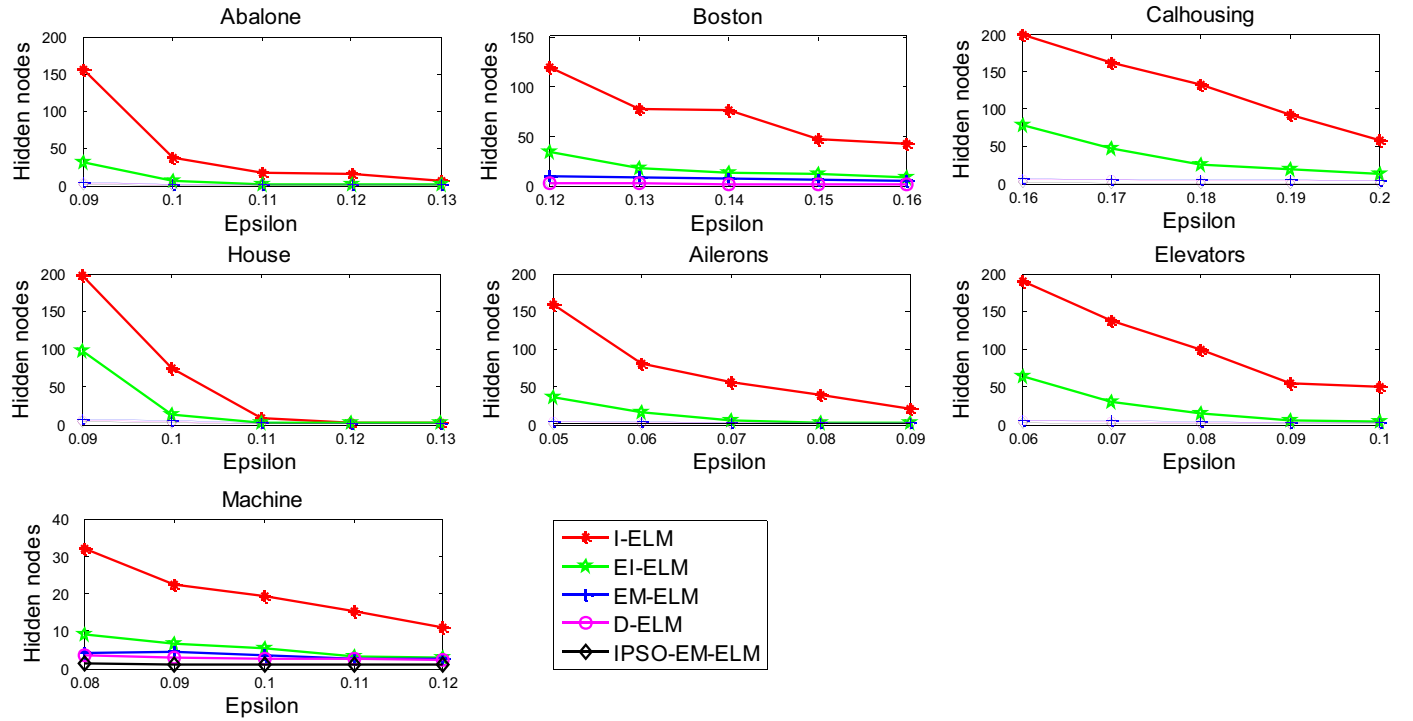 Abalone
Hidden nodes
200
150
100
50
0
0.09 0.1 0.11 0.12 0.13
Epsilon
Boston
Hidden nodes
150
100
50
0
0.12 0.13 0.14 0.15 0.16
Epsilon
Calhousing
Hidden nodes
200
150
100
50
0
0.16 0.17 0.18 0.19 0.2
Epsilon
House
Hidden nodes
200
150
100
50
0
0.09 0.1 0.11 0.12 0.13
Epsilon
Ailerons
Hidden nodes
200
150
100
50
0
0.05 0.06 0.07 0.08 0.09
Epsilon
Elevators
Hidden nodes
200
150
100
50
0
0.06 0.07 0.08 0.09 0.1
Epsilon
Machine
Hidden nodes
40
30
20
10
0
0.08 0.09 0.1 0.11 0.12
Epsilon
I-ELM
EI-ELM
EM-ELM
D-ELM
IPSO-EM-ELM